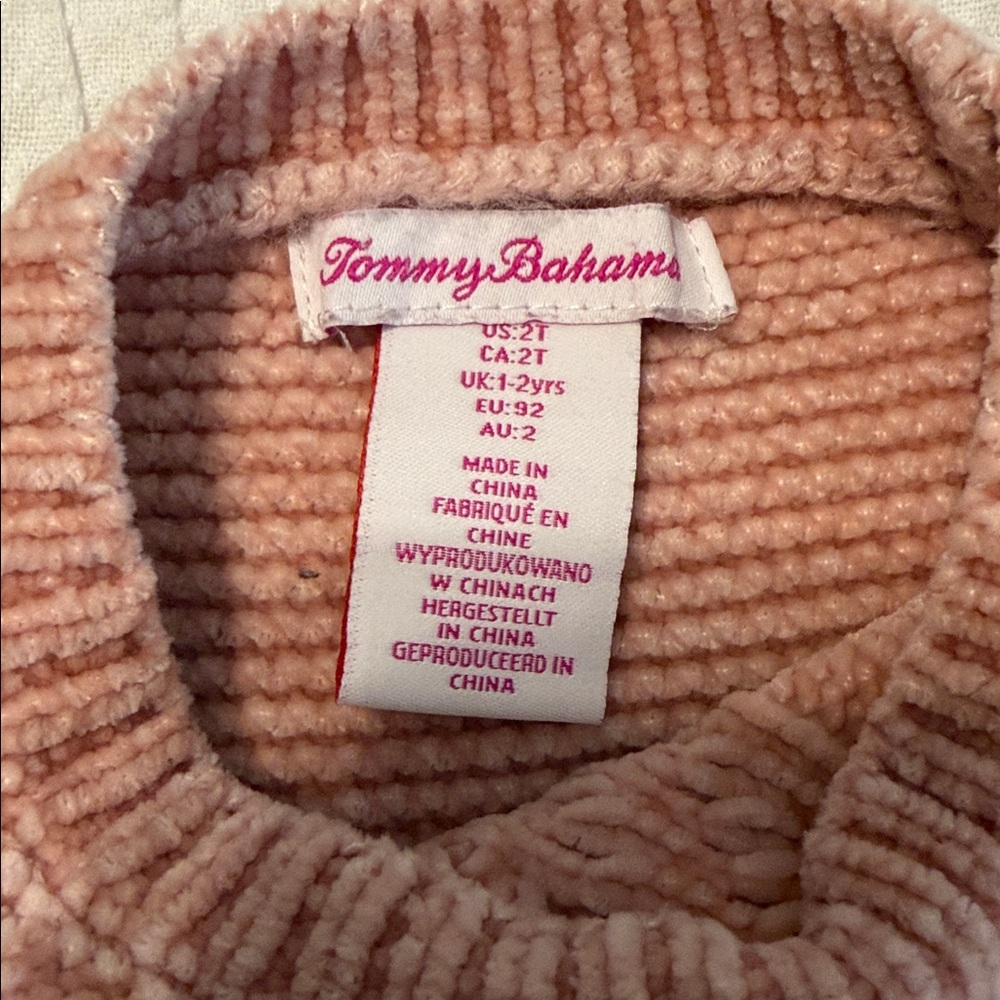 Tommy Bahama
US:2T
CA:2T
UK:1-2yrs
EU:92
AU:2
MADE IN
CHINA
FABRIQUÉ EN
CHINE
WYPRODUKOWANO
W CHINACH
HERGESTELLT
IN CHINA
GEPRODUCEERD IN
CHINA